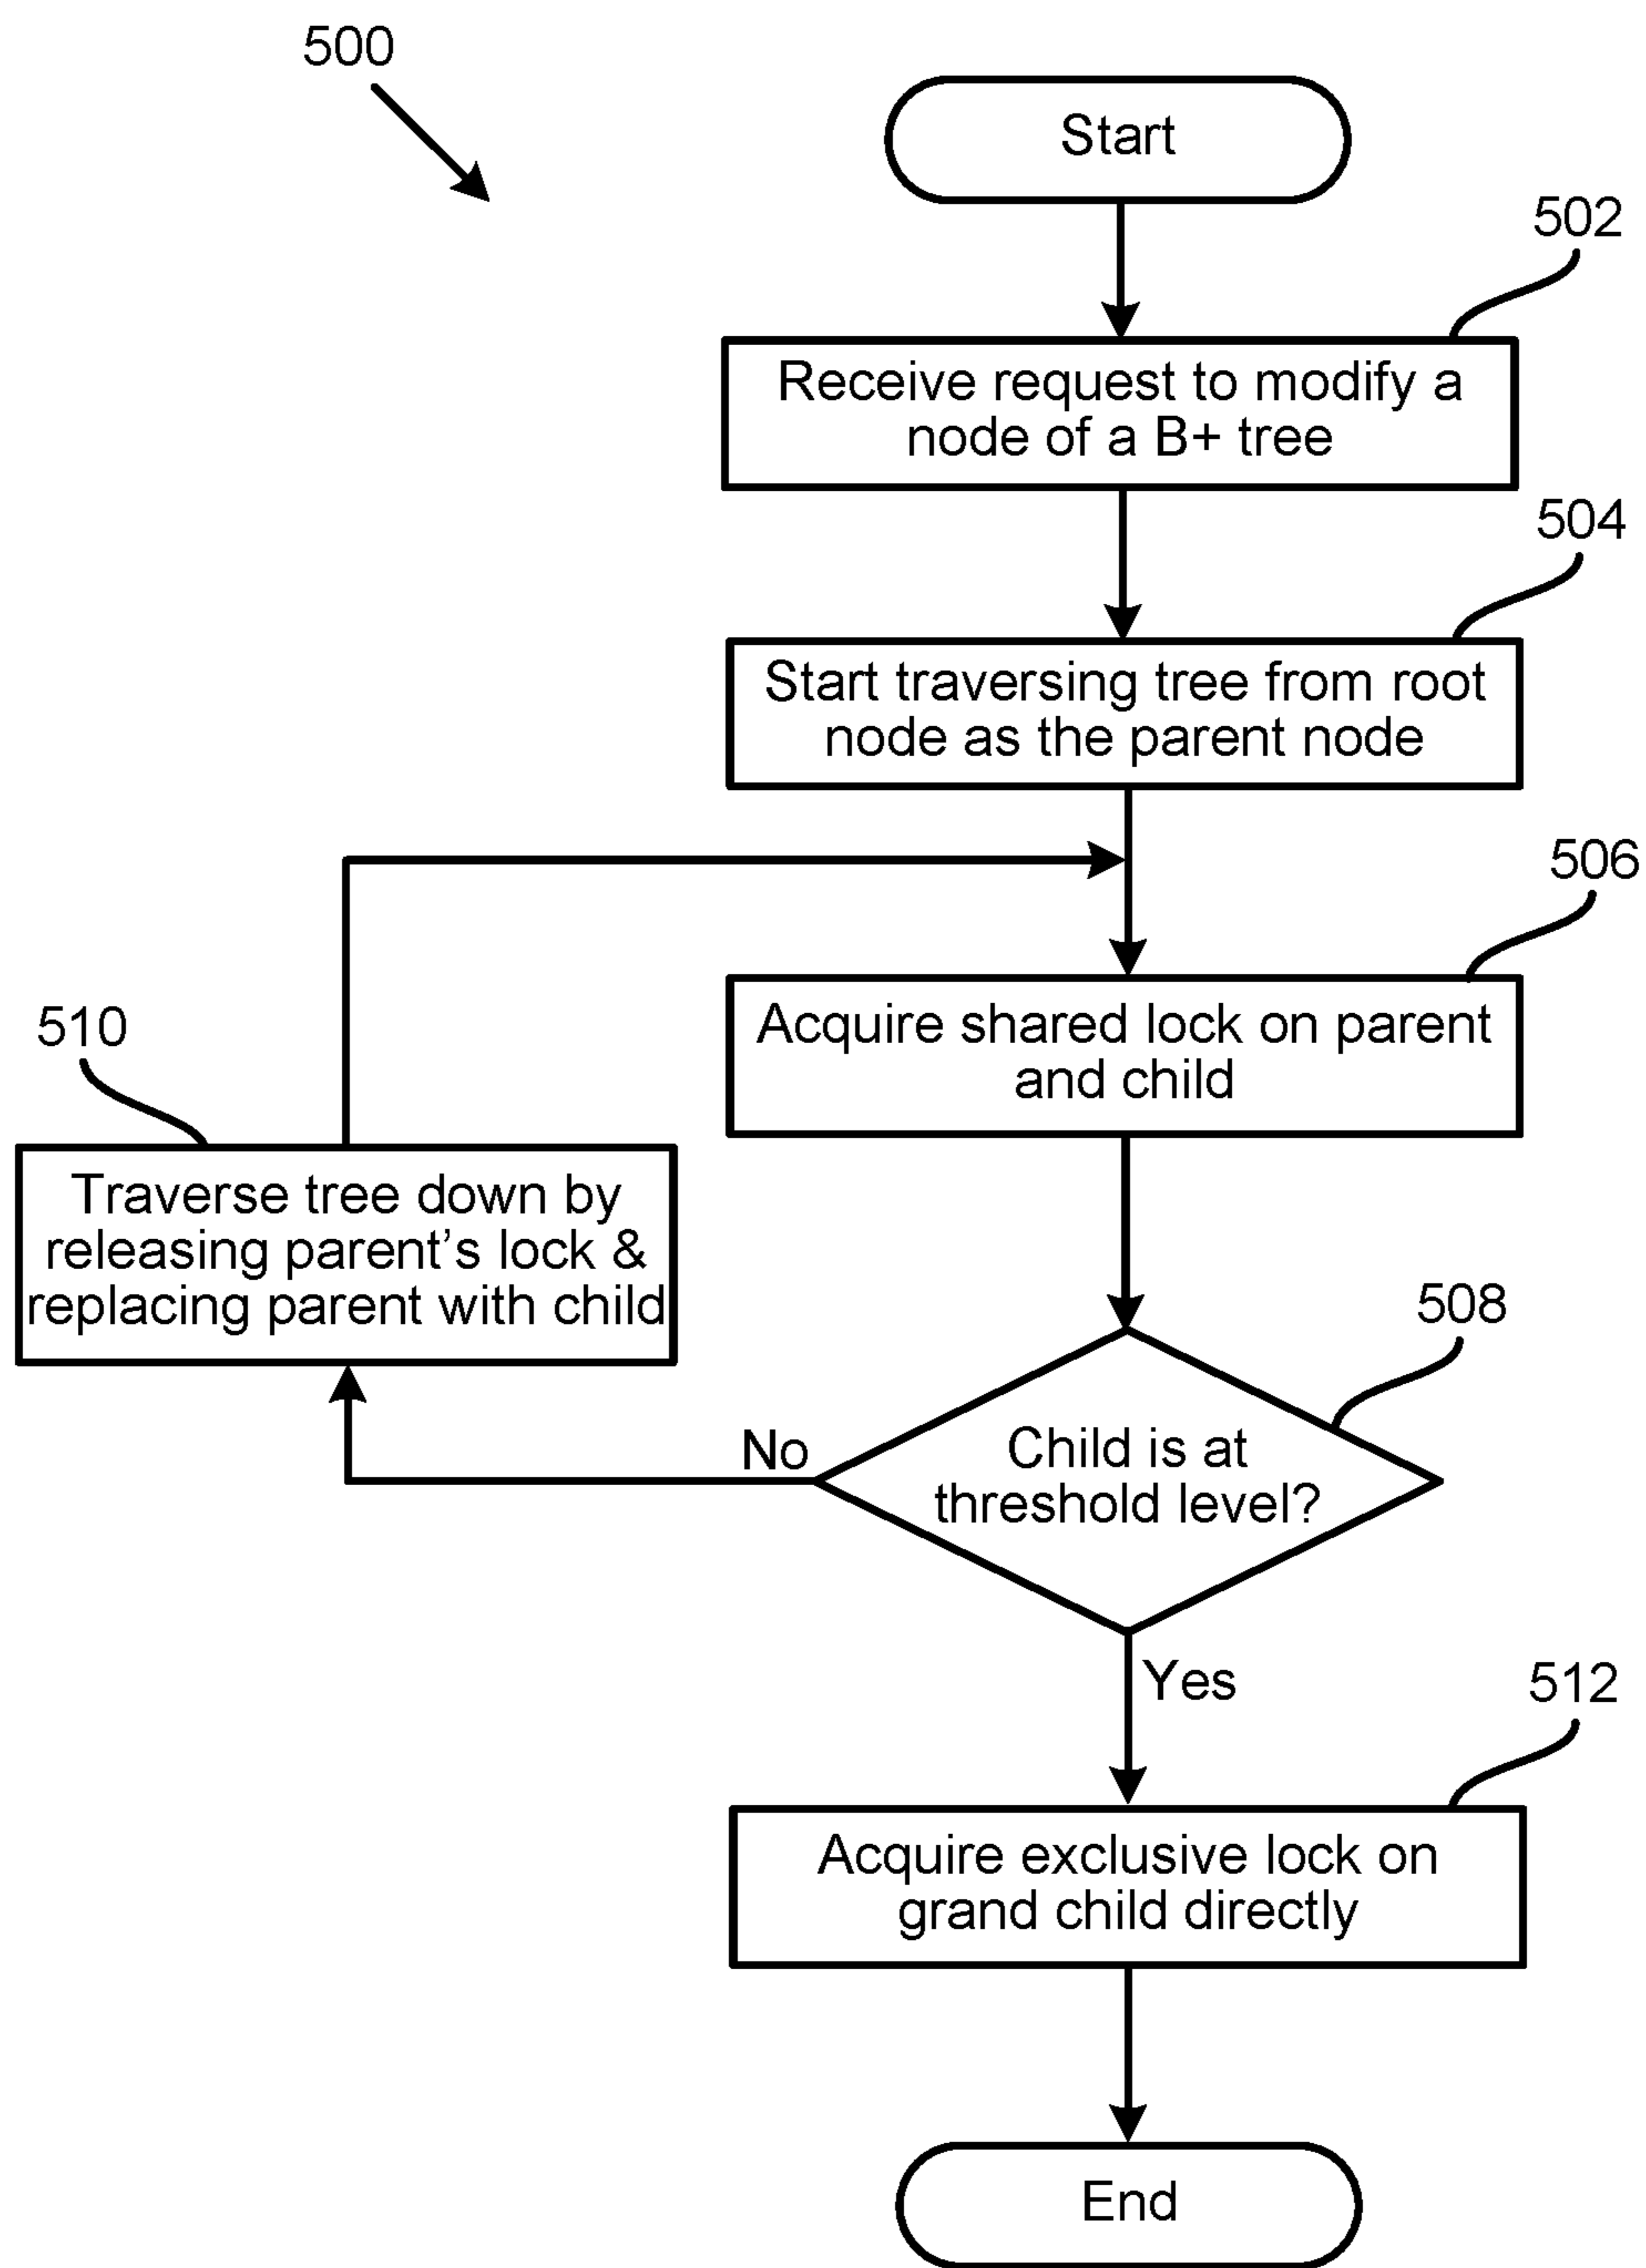 500
Start
502
Receive request to modify a
node of a B+ tree
504
Start traversing tree from root
node as the parent node
506
Acquire shared lock on parent
and child
510
Traverse tree down by
releasing parent's lock &
replacing parent with child
508
Child is at
threshold level?
No
Yes
512
Acquire exclusive lock on
grand child directly
End